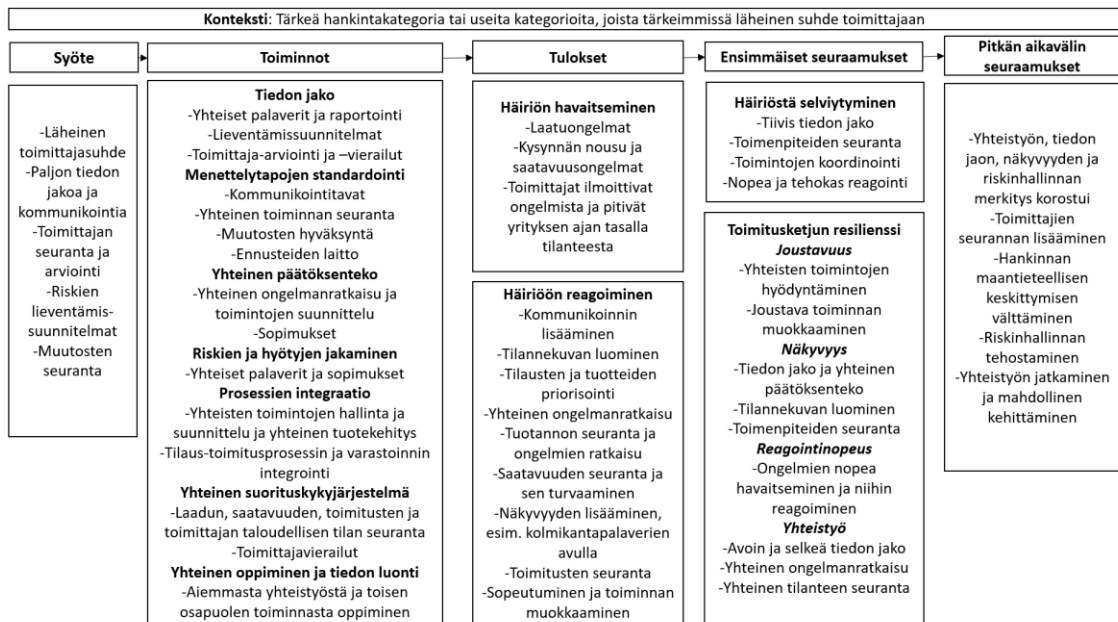 Konteksti: Tärkeä hankintakategoria tai useita kategorioita, joista tärkeimmissä läheinen suhde toimittajaan
Syöte
-Läheinen
toimittajasuhde
-Paljon tiedon
jakoa ja
kommunikointia
-Toimittajan
seuranta ja
arviointi
-Riskien
lieventämis-
suunnitelmat
-Muutosten
seuranta
Toiminnot
Tiedon jako
-Yhteiset palaverit ja raportointi
-Lieventämissuunnitelmat
-Toimittaja-arviointi ja –vierailut
Menettelytapojen standardointi
-Kommunikointitavat
-Yhteinen toiminnan seuranta
-Muutosten hyväksyntä
-Ennusteiden laitto
Yhteinen päätöksenteko
-Yhteinen ongelmanratkaisu ja
toimintojen suunnittelu
-Sopimukset
Riskien ja hyötyjen jakaminen
-Yhteiset palaverit ja sopimukset
Prosessien integraatio
-Yhteisten toimintojen hallinta ja
suunnittelu ja yhteinen tuotekehitys
-Tilaus-toimitusprosessin ja varastoinnin
integrointi
Yhteinen suorituskykyjärjestelmä
-Laadun, saatavuuden, toimitusten ja
toimittajan taloudellisen tilan seuranta
-Toimittajavierailut
Yhteinen oppiminen ja tiedon luonti
-Aiemmasta yhteistyöstä ja toisen
osapuolen toiminnasta oppiminen
Tulokset
Häiriön havaitseminen
-Laatuongelmat
-Kysynnän nousu ja
saatavuusongelmat
-Toimittajat ilmoittivat
ongelmista ja pitivät
yrityksen ajan tasalla
tilanteesta
Häiriöön reagoiminen
-Kommunikoinnin
lisääminen
-Tilannekuvan luominen
-Tilausten ja tuotteiden
priorisointi
-Yhteinen ongelmanratkaisu
-Tuotannon seuranta ja
ongelmien ratkaisu
-Saatavuuden seuranta ja
sen turvaaminen
-Näkyvyyden lisääminen,
esim. kolmikantapalaverien
avulla
-Toimitusten seuranta
-Sopeutuminen ja toiminnan
muokkaaminen
Ensimmäiset seuraamukset
Häiriöstä selviytyminen
-Tiivis tiedon jako
-Toimenpiteiden seuranta
-Toimintojen koordinointi
-Nopea ja tehokas reagointi
Toimitusketjun resilienssi
Joustavuus
-Yhteisten toimintojen
hyödyntäminen
-Joustava toiminnan
muokkaaminen
Näkyvyys
-Tiedon jako ja yhteinen
päätöksenteko
-Tilannekuvan luominen
-Toimenpiteiden seuranta
Reagointinopeus
-Ongelmien nopea
havaitseminen ja niihin
reagoiminen
Yhteistyö
-Avoin ja selkeä tiedon jako
-Yhteinen ongelmanratkaisu
-Yhteinen tilanteen seuranta
Pitkän aikavälin
seuraamukset
-Yhteistyön, tiedon
jaon, näkyvyyden ja
riskinhallinnan
merkitys korostui
-Toimittajien
seurannan lisääminen
-Hankinnan
maantieteellisen
keskittymisen
välttäminen
-Riskinhallinnan
tehostaminen
-Yhteistyön jatkaminen
ja mahdollinen
kehittäminen